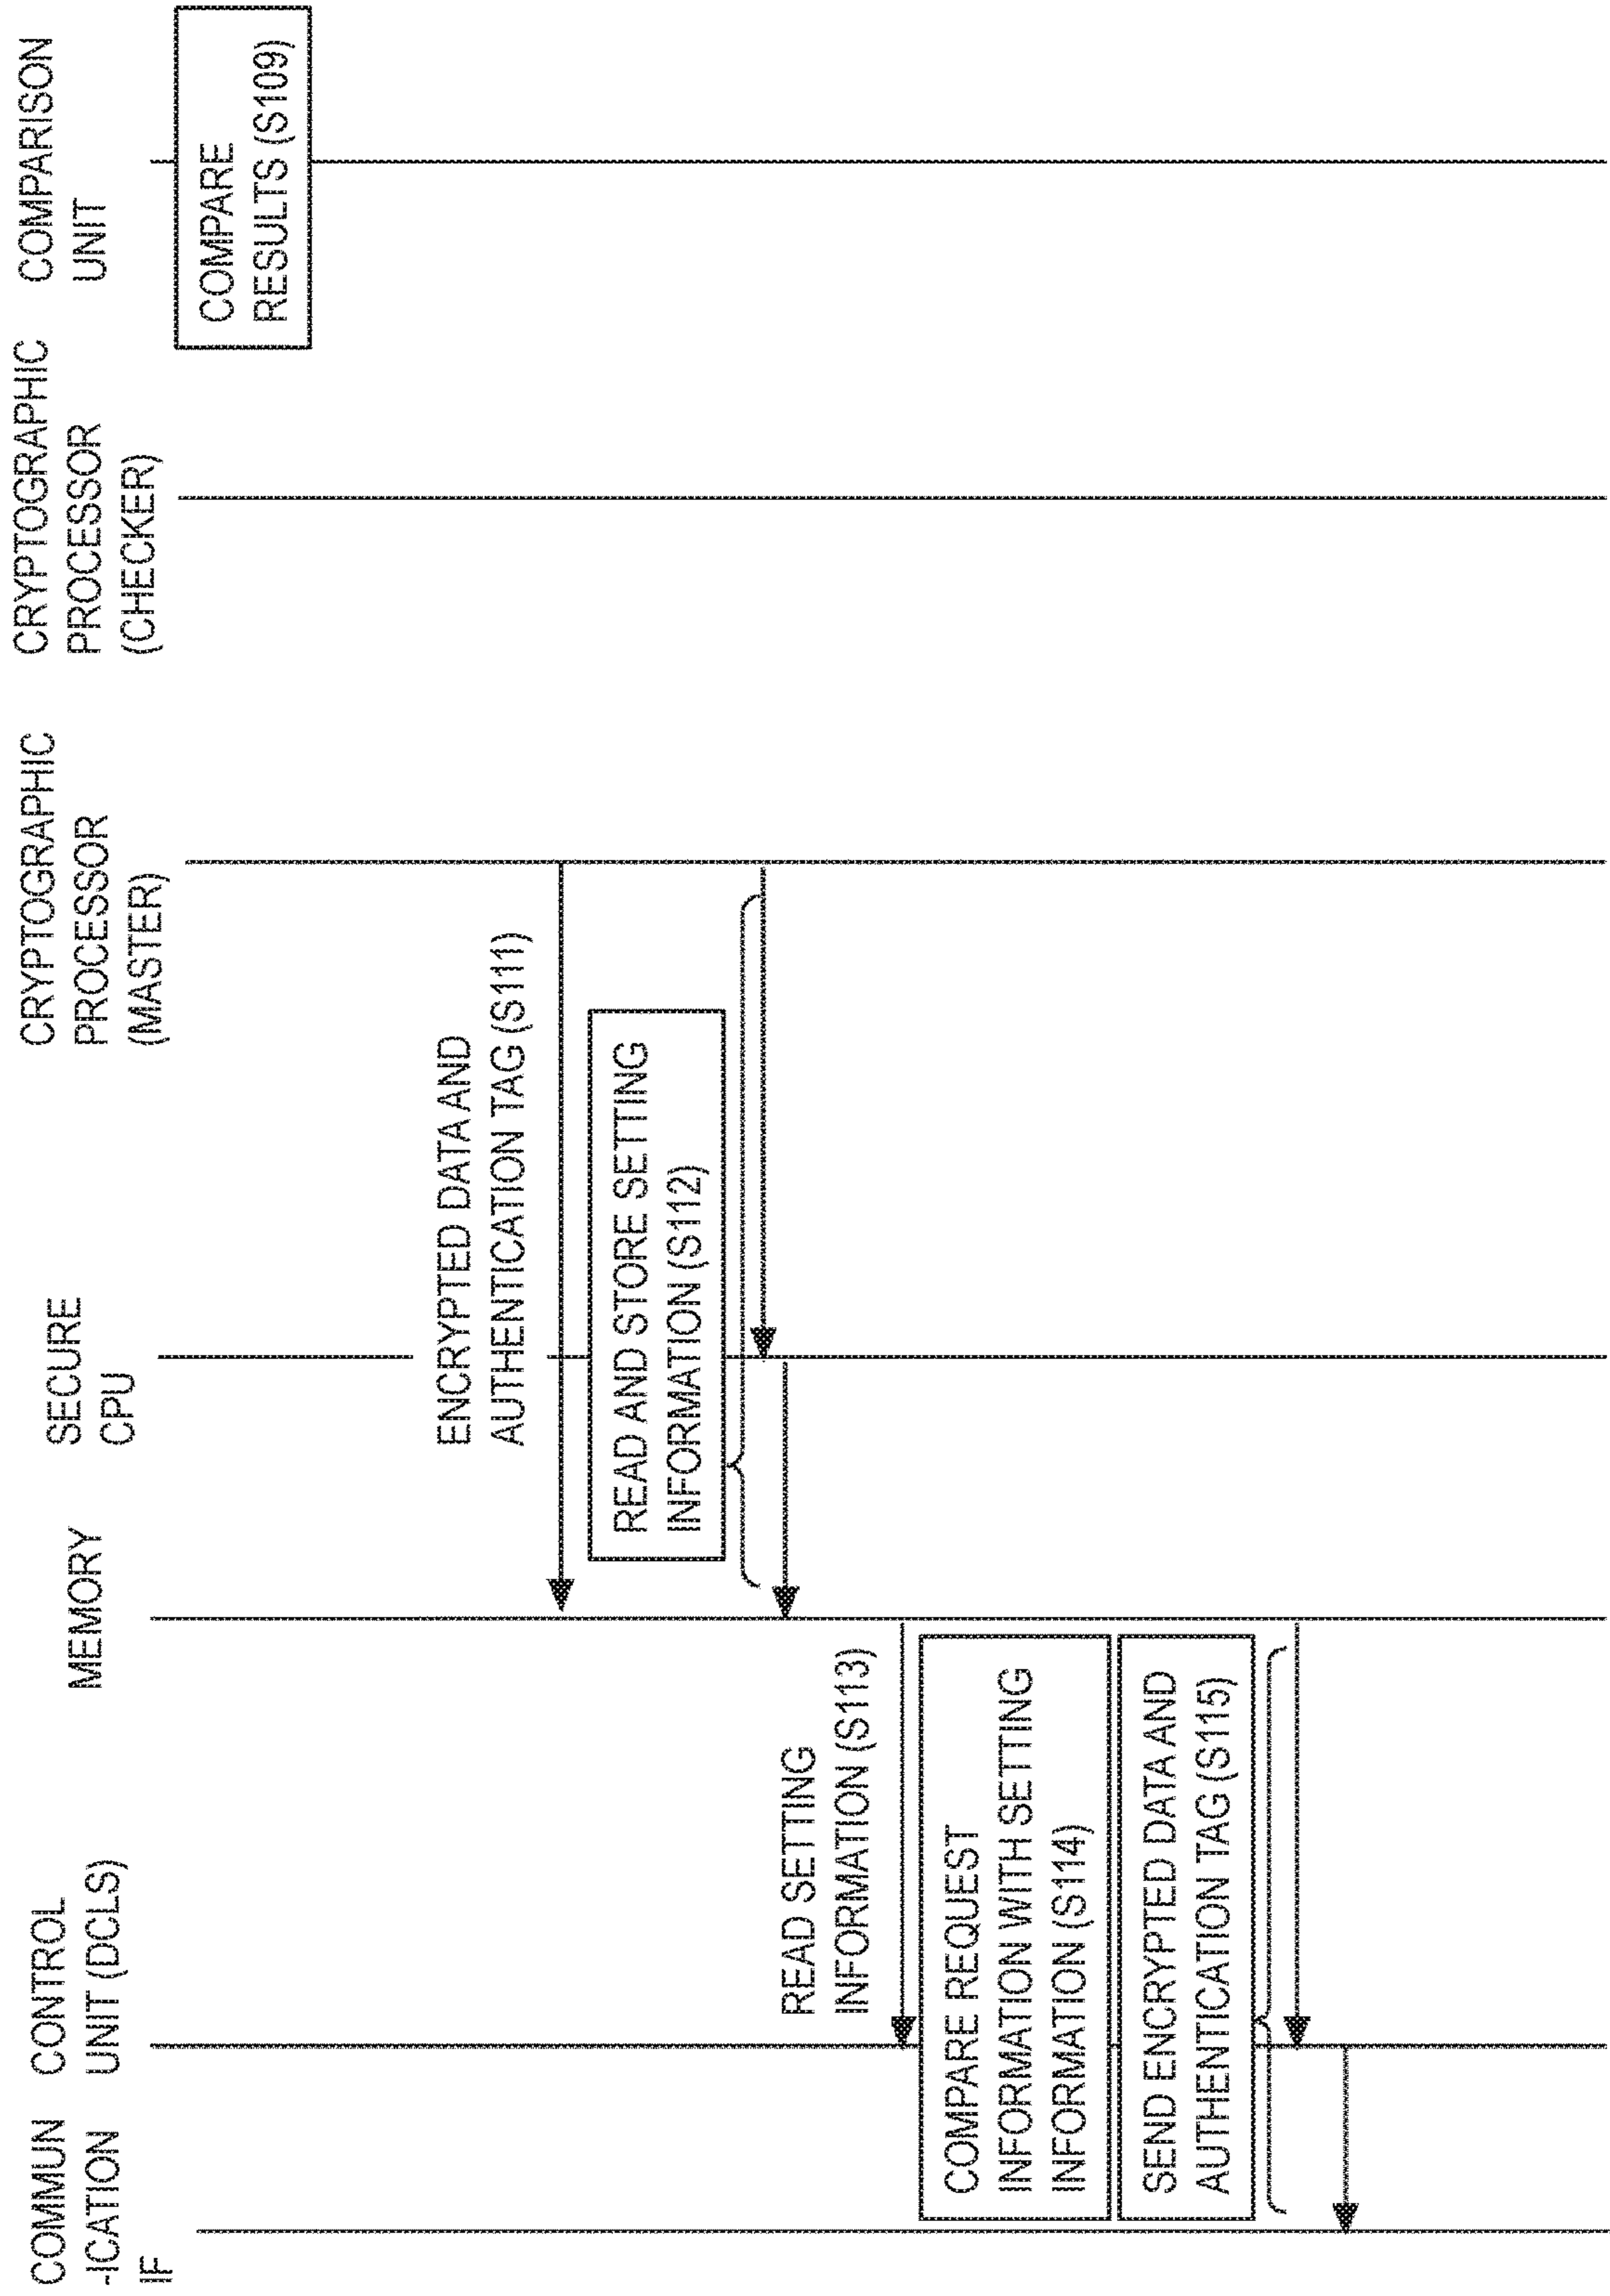 COMMUN
-ICATION
IF
CONTROL
UNIT (DCLS)
MEMORY
SECURE
CPU
CRYPTOGRAPHIC
PROCESSOR
(MASTER)
CRYPTOGRAPHIC
PROCESSOR
(CHECKER)
COMPARISON
UNIT
COMPARE
RESULTS (S109)
ENCRYPTED DATA AND
AUTHENTICATION TAG (S111)
READ AND STORE SETTING
INFORMATION (S112)
READ SETTING
INFORMATION (S113)
COMPARE REQUEST
INFORMATION WITH SETTING
INFORMATION (S114)
SEND ENCRYPTED DATA AND
AUTHENTICATION TAG (S115)